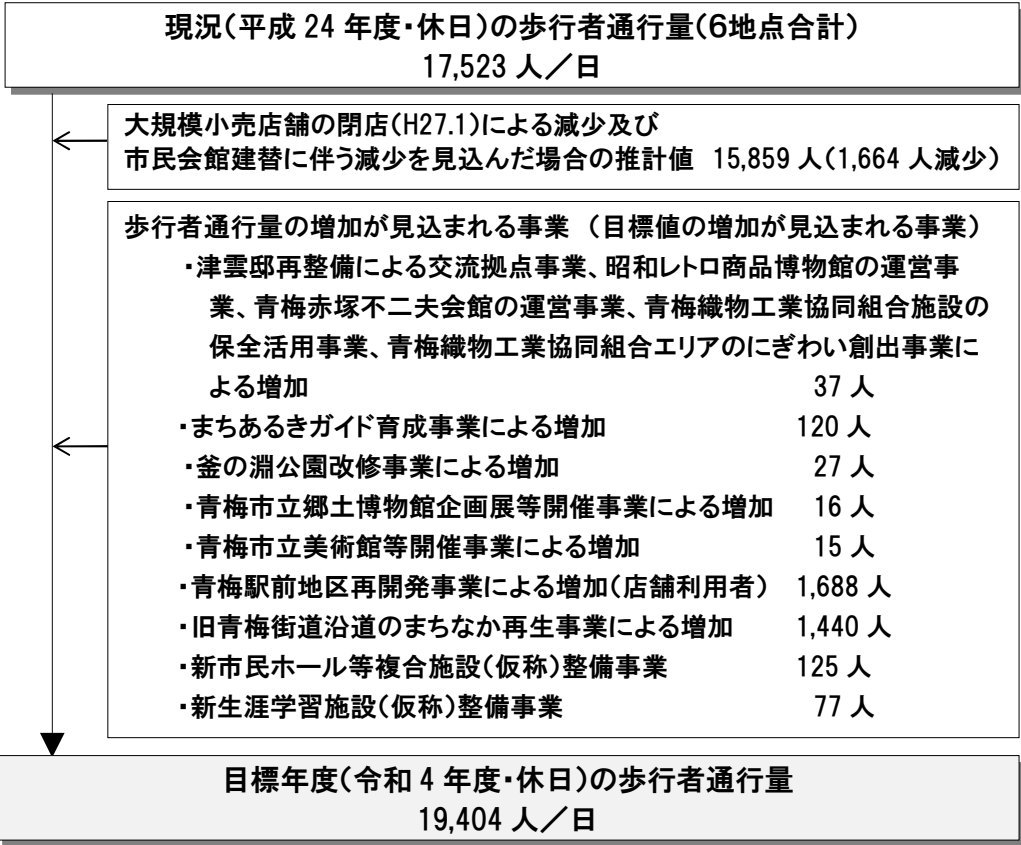 現況(平成 24 年度・休日)の歩行者通行量(6地点合計)
17,523 人/日
大規模小売店舗の閉店(H27.1)による減少及び
市民会館建替に伴う減少を見込んだ場合の推計値 15,859 人(1,664 人減少)
歩行者通行量の増加が見込まれる事業 (目標値の増加が見込まれる事業)
・津雲邸再整備による交流拠点事業、昭和レトロ商品博物館の運営事
業、青梅赤塚不二夫会館の運営事業、青梅織物工業協同組合施設の
保全活用事業、青梅織物工業協同組合エリアのにぎわい創出事業に
よる増加 37 人
・まちあるきガイド育成事業による増加 120 人
・釜の淵公園改修事業による増加 27 人
・青梅市立郷土博物館企画展等開催事業による増加 16 人
・青梅市立美術館等開催事業による増加 15 人
・青梅駅前地区再開発事業による増加(店舗利用者) 1,688 人
・旧青梅街道沿道のまちなか再生事業による増加 1,440 人
・新市民ホール等複合施設(仮称)整備事業 125 人
・新生涯学習施設(仮称)整備事業 77 人
目標年度(令和 4 年度・休日)の歩行者通行量
19,404 人/日